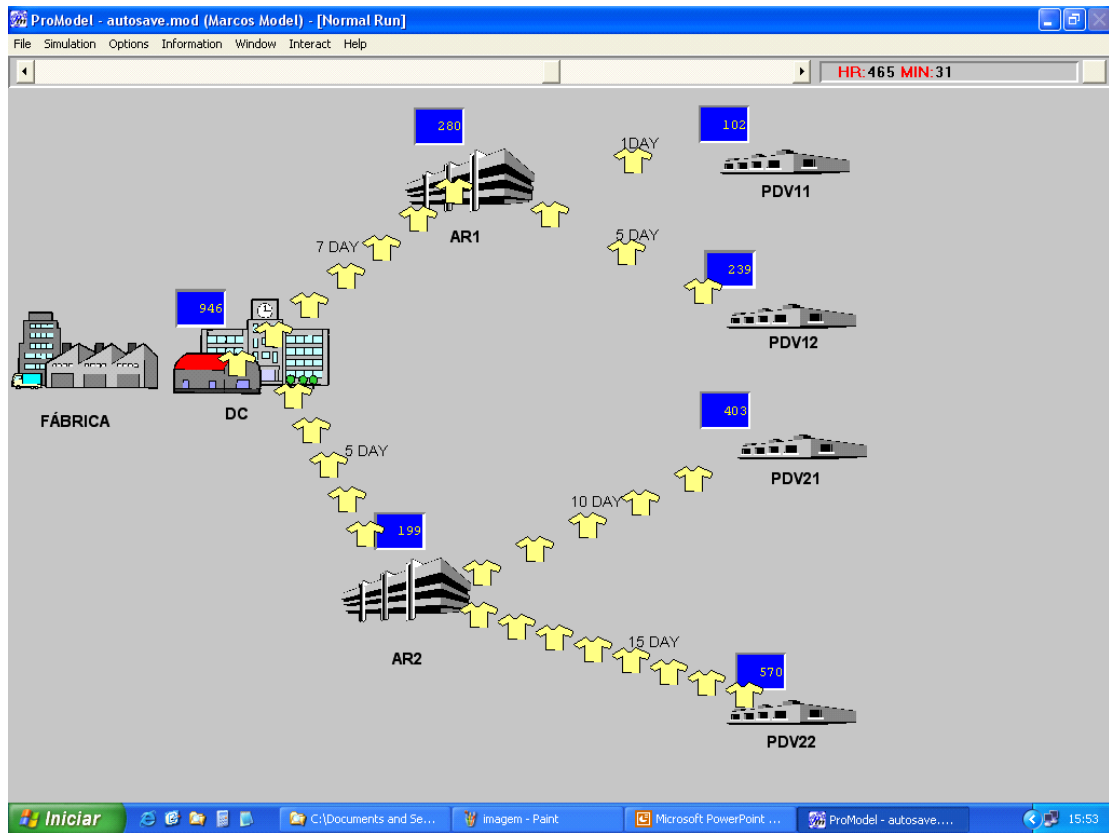 ProModel - autosave.mod (Marcos Model) - [Normal Run]
File Simulation Options Information Window Interact Help
HR:465 MIN:31
280
102
1DAY
PDV11
AR1
5 DAY
7 DAY
239
946
PDV12
FÁBRICA
DC
403
5 DAY
PDV21
10 DAY
199
15 DAY
AR2
570
PDV22
Iniciar
C:\Documents and Se...
imagem - Paint
Microsoft PowerPoint ...
ProModel - autosave....
15:53